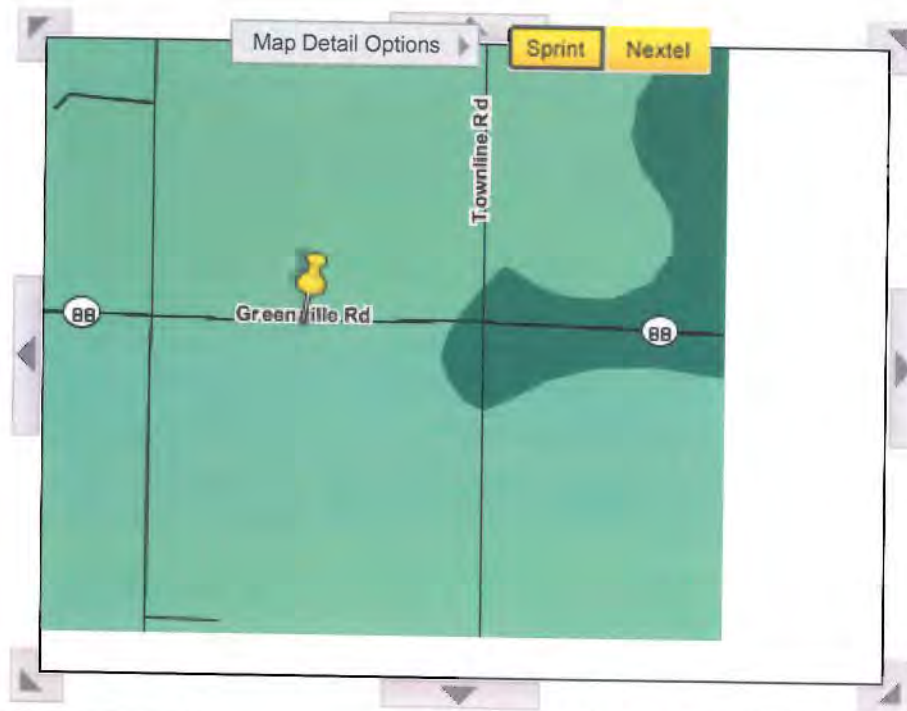 Map Detail Options
Sprint
Nextel
Townline Rd
Greenville Rd
88
88